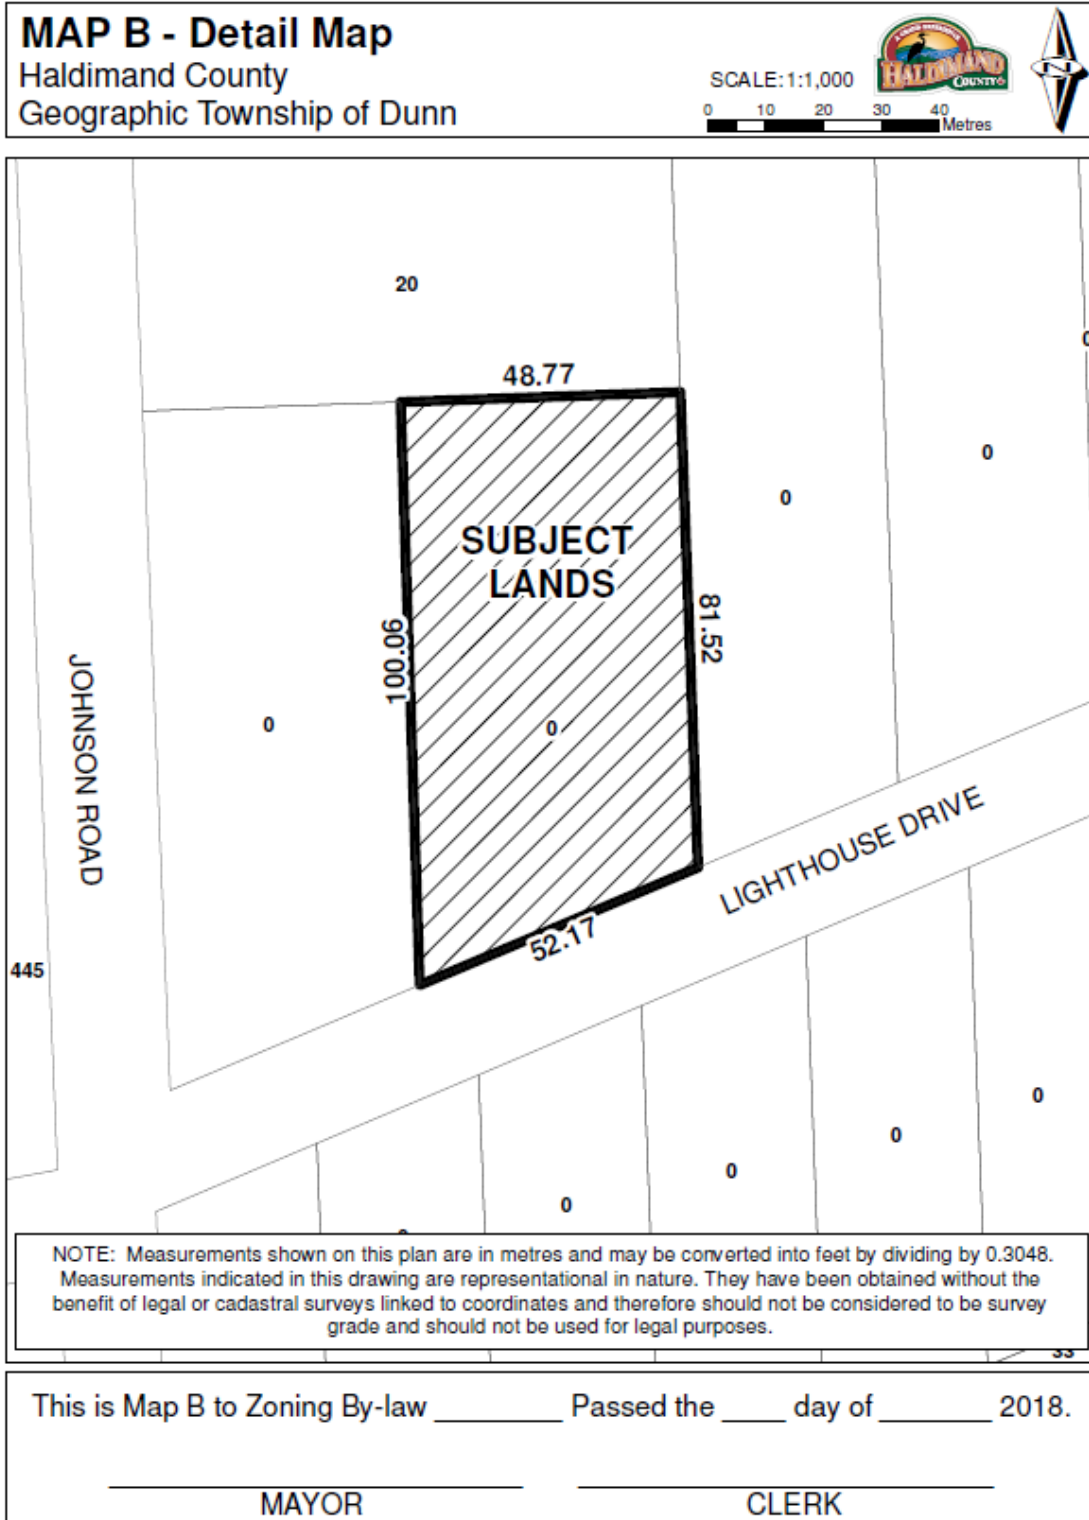 MAP B - Detail Map
Haldimand County
Geographic Township of Dunn
SCALE:1:1,000
HALDIMAND
COUNTY
N
0 10 20 30 40
Metres
20
48.77
0
0
0
SUBJECT
LANDS
100.06
81.52
JOHNSON ROAD
0
0
LIGHTHOUSE DRIVE
52.17
445
0
0
0
0
NOTE: Measurements shown on this plan are in metres and may be converted into feet by dividing by 0.3048.
Measurements indicated in this drawing are representational in nature. They have been obtained without the
benefit of legal or cadastral surveys linked to coordinates and therefore should not be considered to be survey
grade and should not be used for legal purposes.
33
This is Map B to Zoning By-law ________ Passed the ____ day of _______ 2018.
MAYOR
CLERK